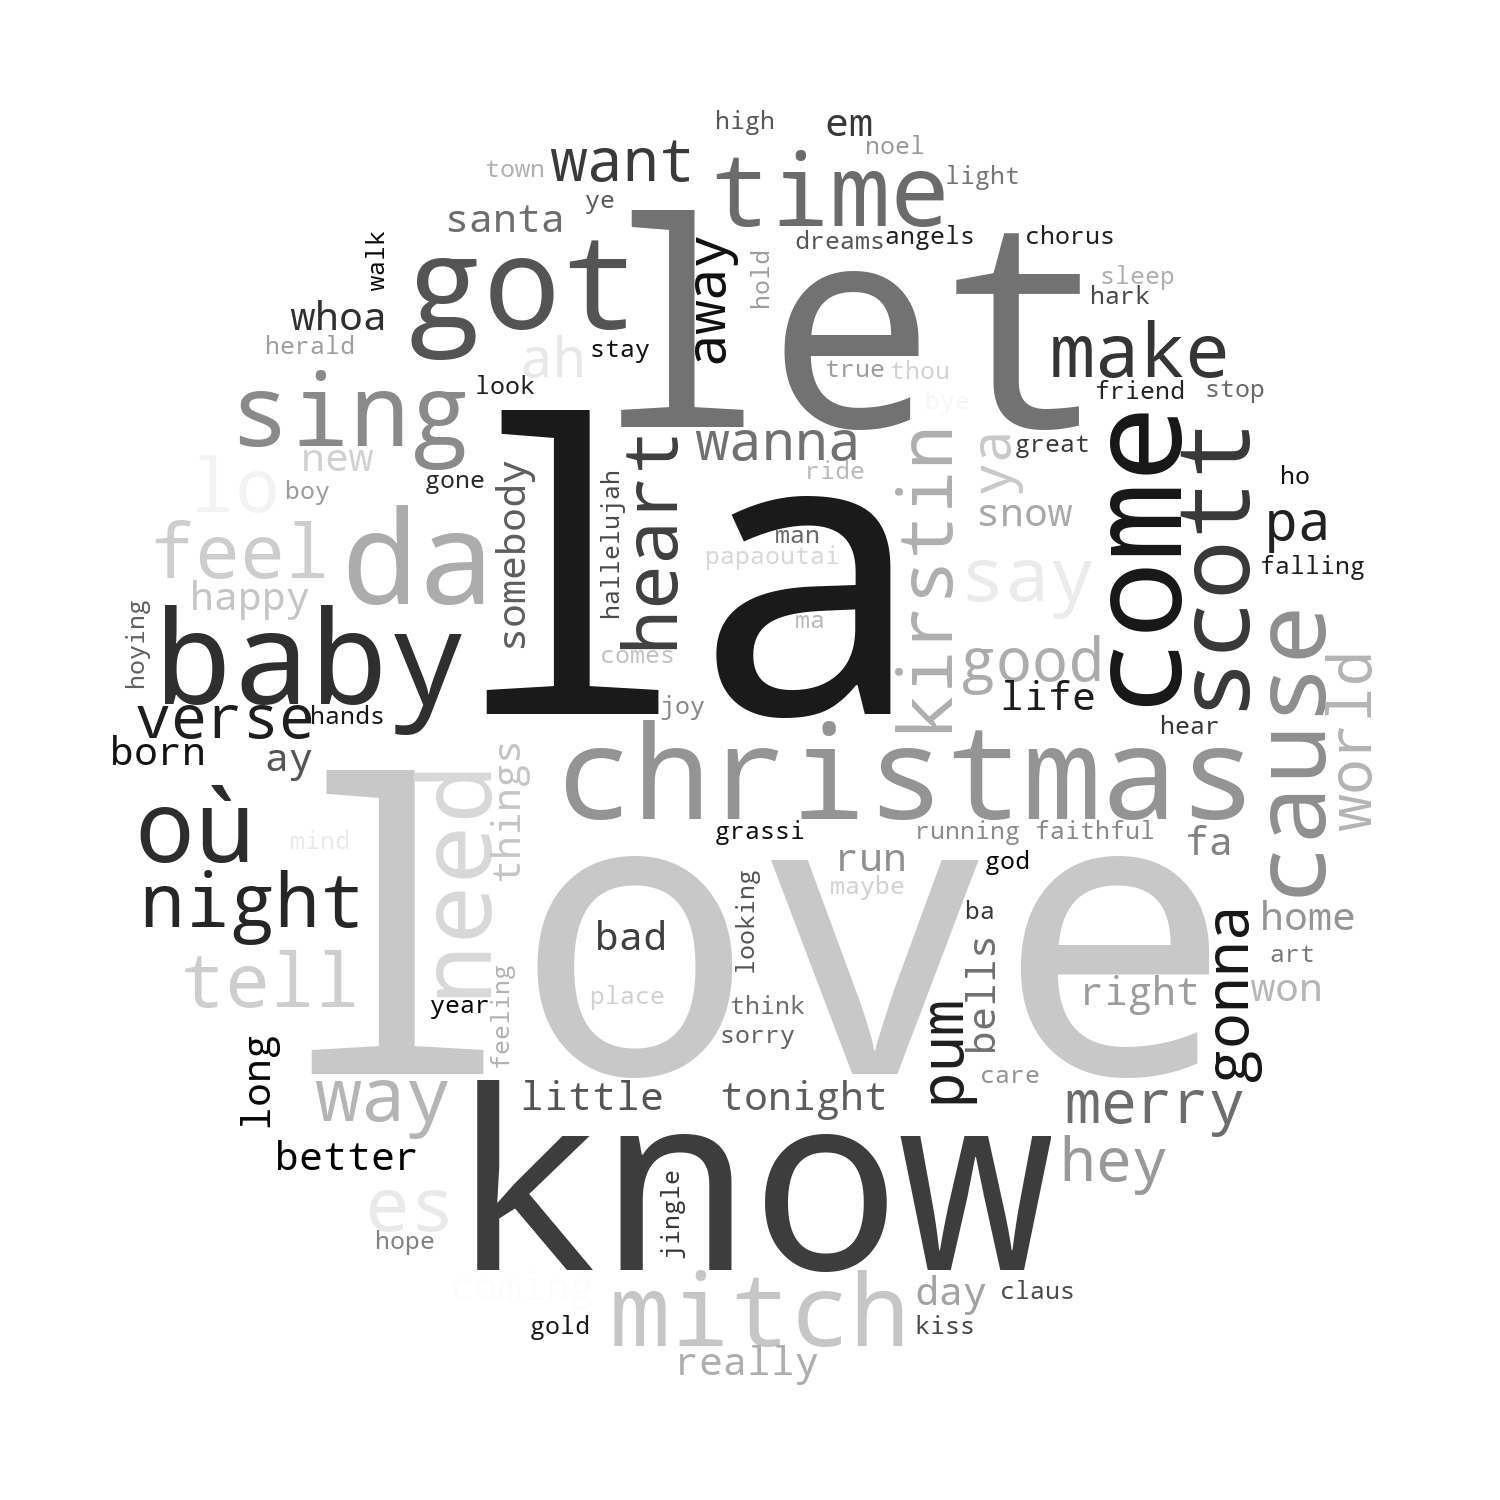 high
em
noel
want
time
town
light
ye
santa
let
got
away
hold
dreams
angels
chorus
walk
sleep
hark
whoa
herald
ah
stay
make
look
true
thou
friend
stop
sing
la
bye
come
scott
wanna
great
new
lo
boy
gone
somebody
heart
hallelujah
ride
kirstin
ya
ho
snow
pa
da
feel
man
papaoutai
say
falling
happy
hoying
baby
ma
comes
good
cause
world
life
verse
hands
joy
hear
born
ay
christmas
need
things
love
où
mind
grassi
running
faithful
fa
run
god
maybe
night
looking
ba
gonna
home
bad
bells
art
tell
year
feeling
place
think
right
won
sorry
pum
long
way
care
little
tonight
merry
know
better
hey
es
jingle
hope
coming
mitch
day
claus
gold
kiss
really